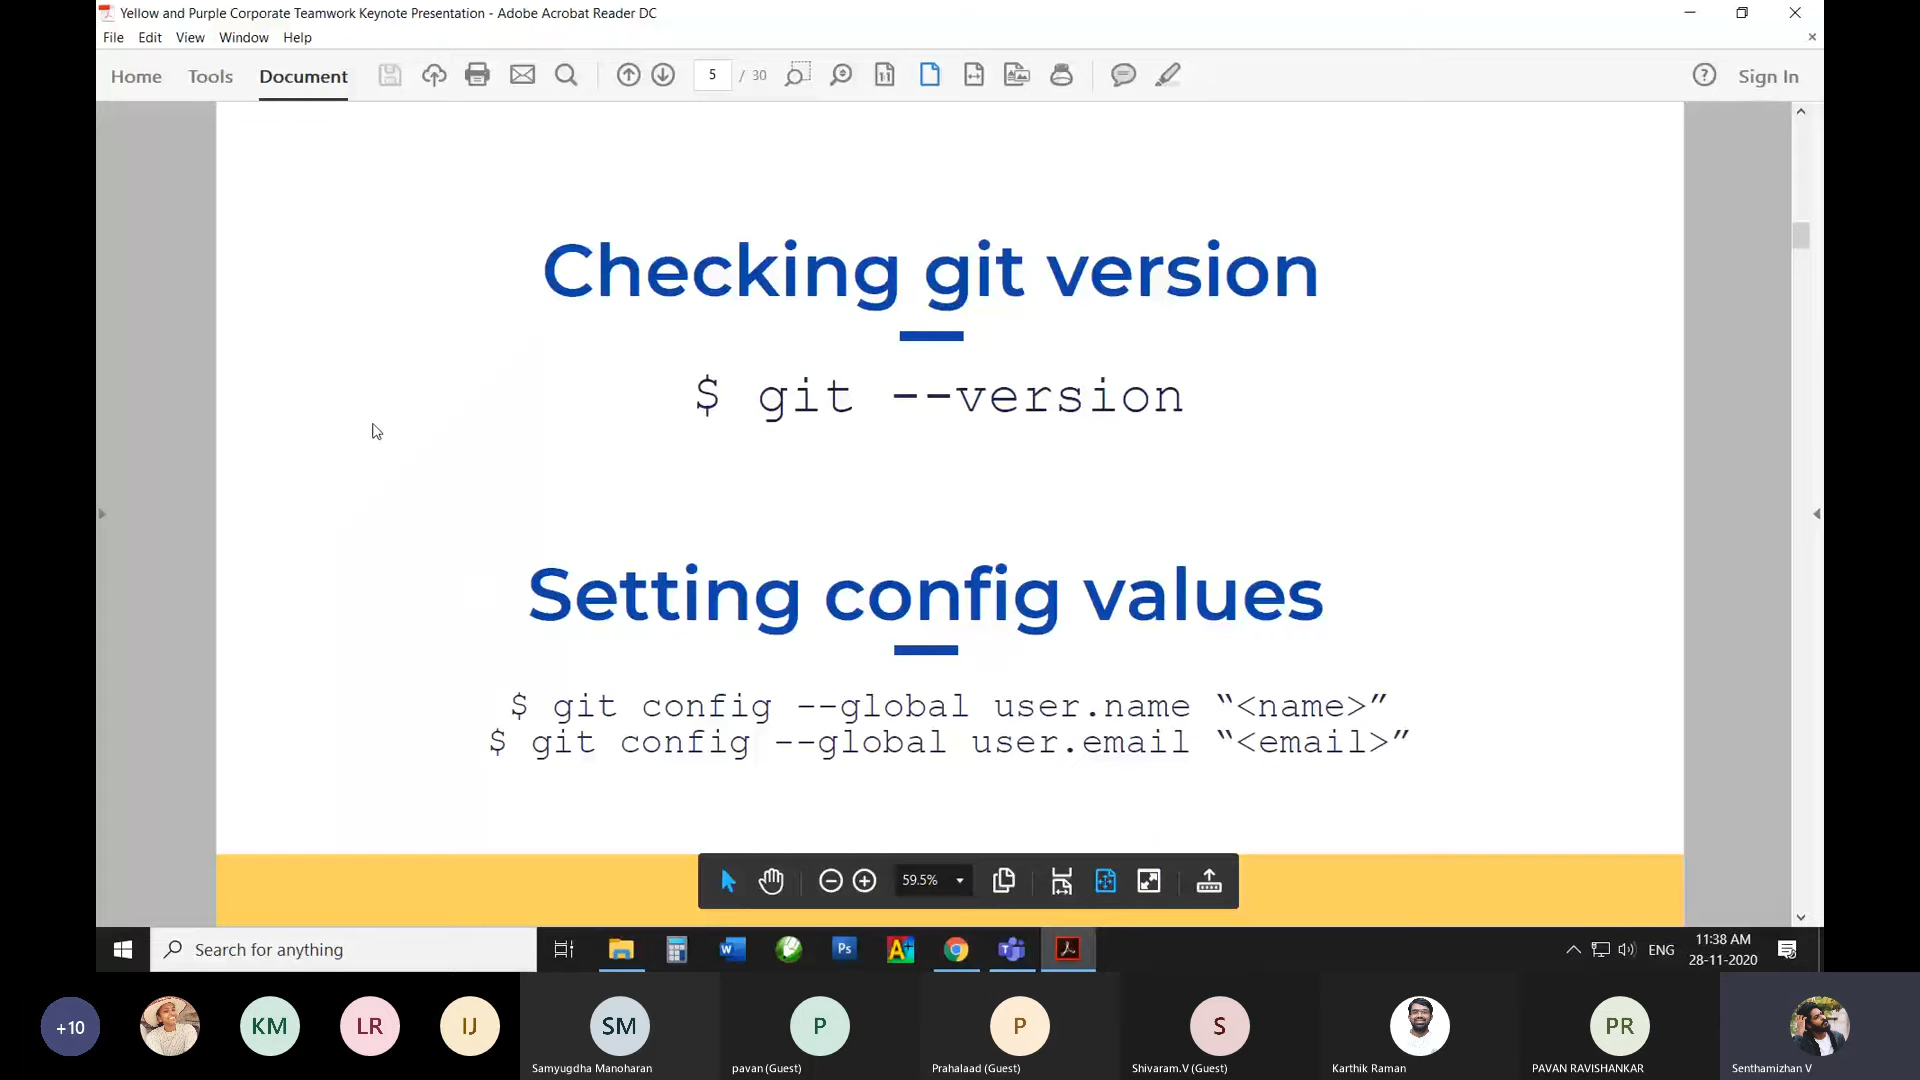 Yellow and Purple Corporate Teamwork Keynote Presentation - Adobe Acrobat Reader DC
File Edit View Window Help
Home Tools Document 5 / 30 Sign In
Checking git version
$ git --version
Setting config values
$ git config --global user.name “<name>”
$ git config --global user.email “<email>”
59.5%
Search for anything
W
Ps
ENG
11:38 AM
28-11-2020
+10
KM
LR
IJ
SM
P
P
S
PR
Samyugdha Manoharan
pavan (Guest)
Prahalaad (Guest)
Shivaram.V (Guest)
Karthik Raman
PAVAN RAVISHANKAR
Senthamizhan V